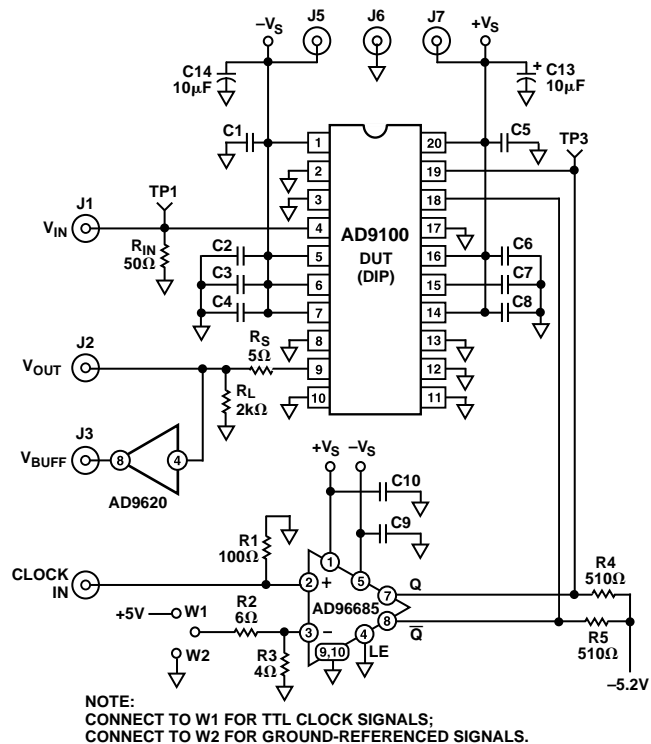 –VS J5 J6 J7 +VS
C14
10µF
+ C13
10µF
C1
C5
TP3
1 20
2 19
3 18
4 17
5 16
6 15
7 14
8 13
9 12
10 11
AD9100
DUT
(DIP)
J1
TP1
VIN
RIN
50Ω
C2
C3
C4
C6
C7
C8
J2
VOUT
RS
5Ω
RL
2kΩ
J3
VBUFF
8 4
AD9620
+VS –VS
C10
C9
R1
100Ω
CLOCK
IN
1 5
2 +
AD96685
7 Q
8 Q̅
3 –
4 LE
9,10
R4
510Ω
R5
510Ω
–5.2V
+5V W1
R2
6Ω
W2
R3
4Ω
NOTE:
CONNECT TO W1 FOR TTL CLOCK SIGNALS;
CONNECT TO W2 FOR GROUND-REFERENCED SIGNALS.